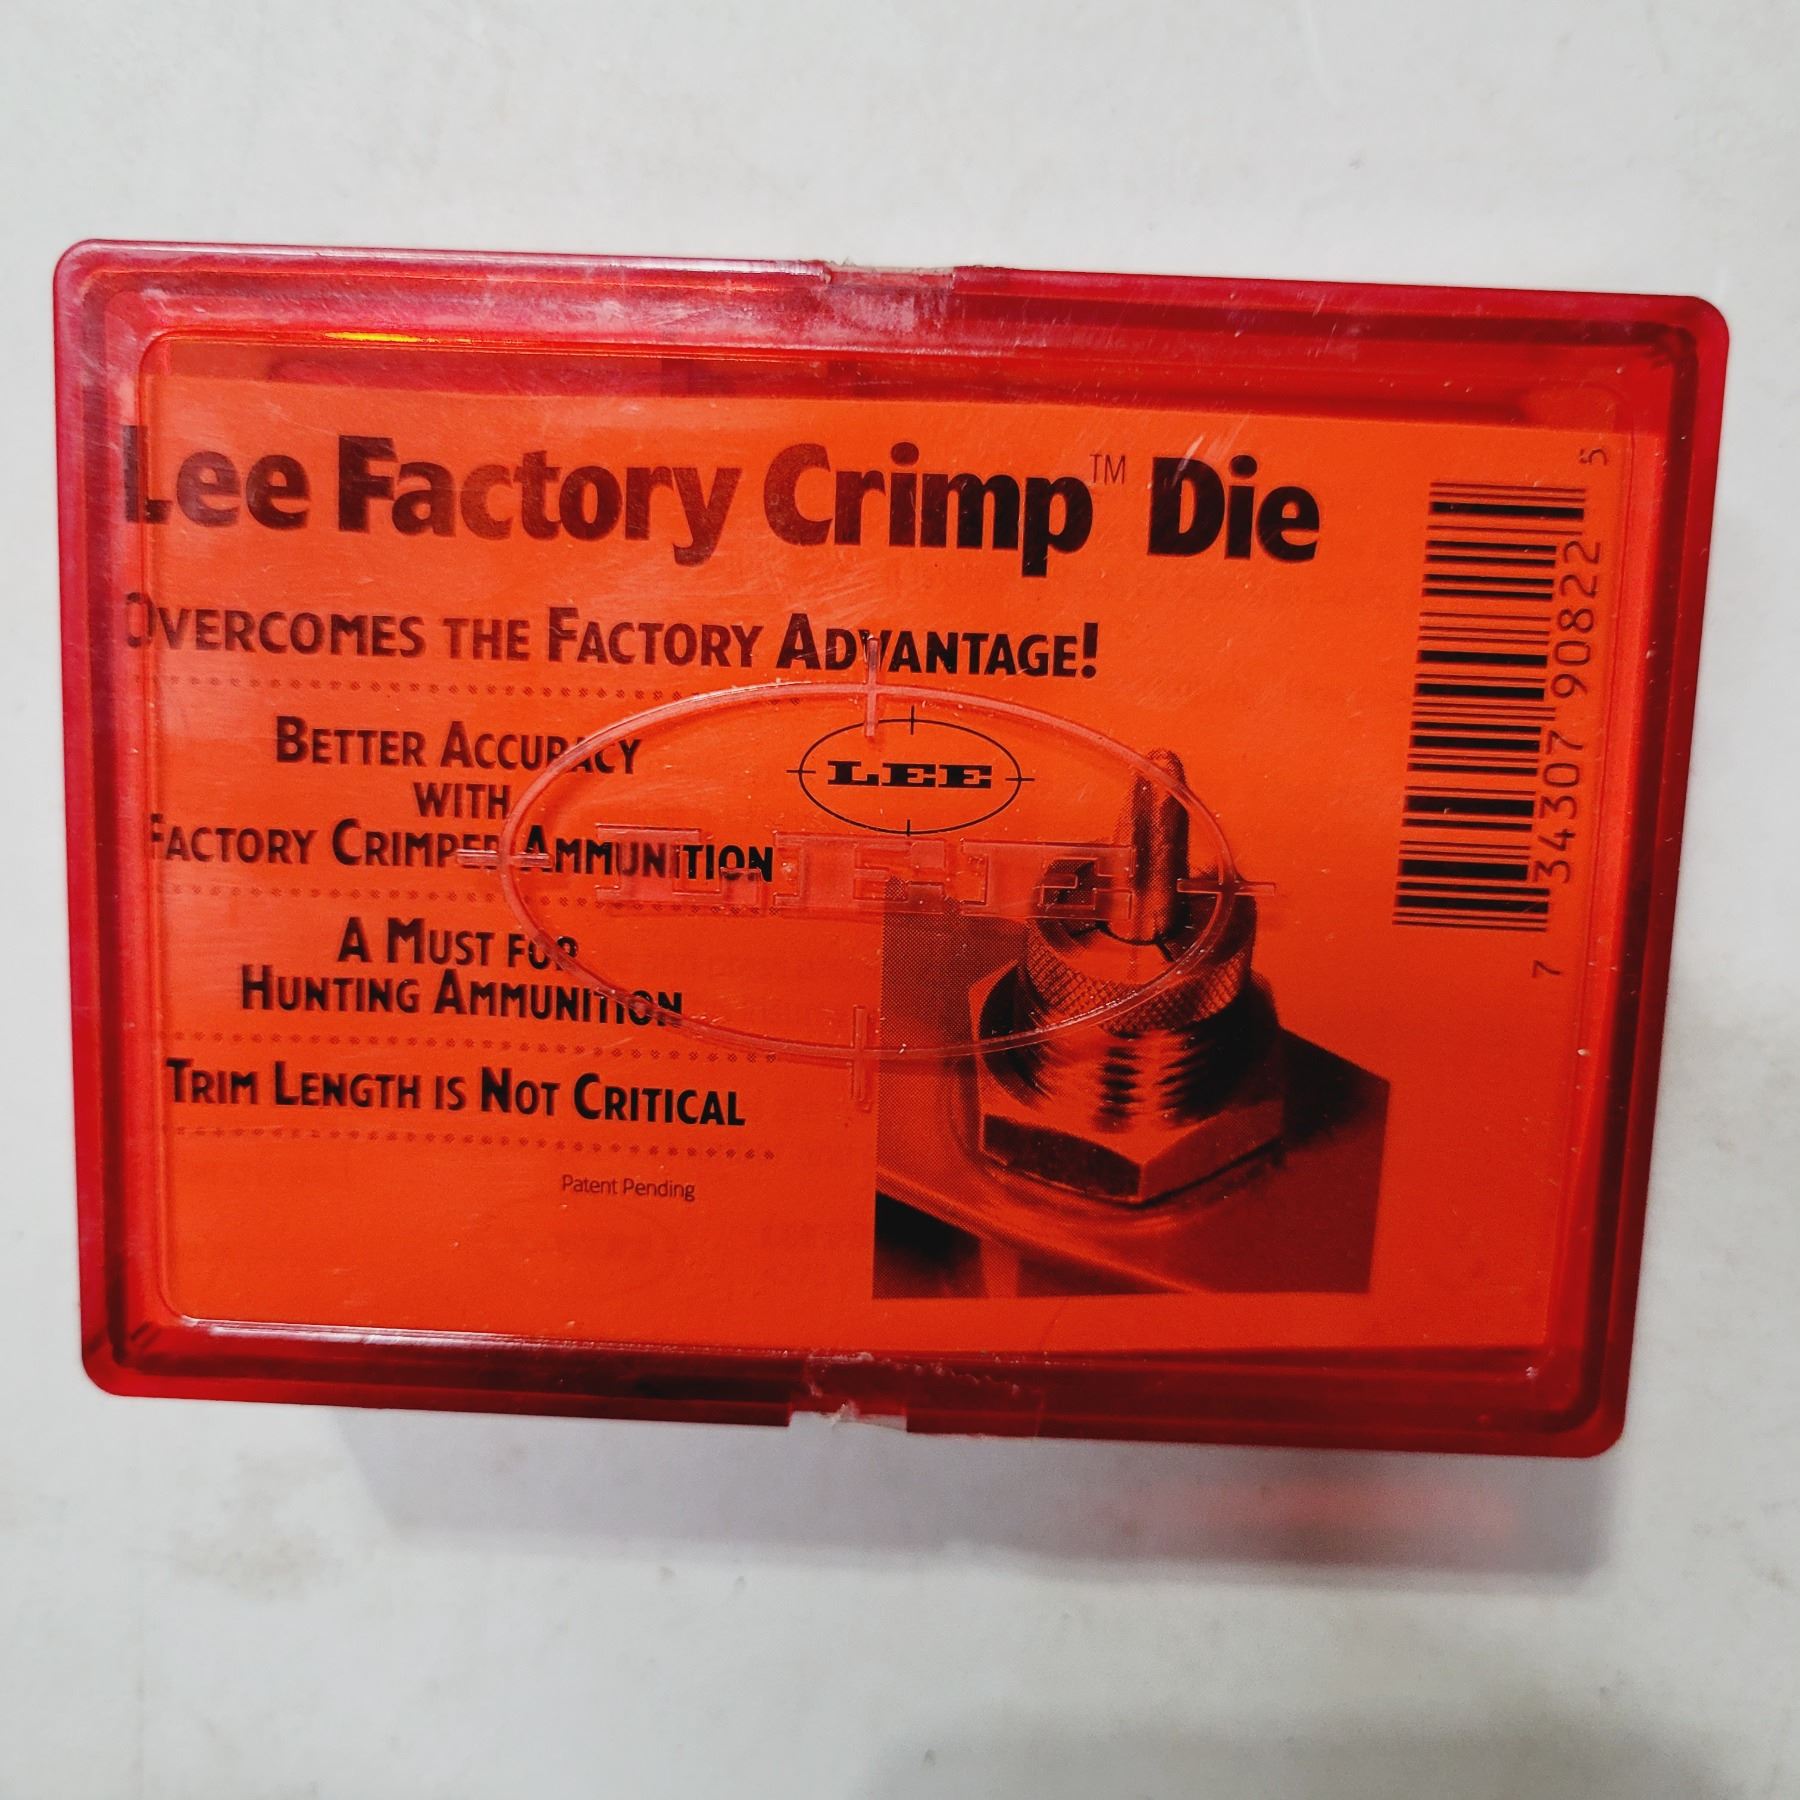 Lee Factory Crimp™ Die
Overcomes the Factory Advantage!
Better Accuracy
with
Factory Crimped Ammunition
A Must for
Hunting Ammunition
Trim Length is Not Critical
Patent Pending
LEE
LEE
7 34307 90822 5